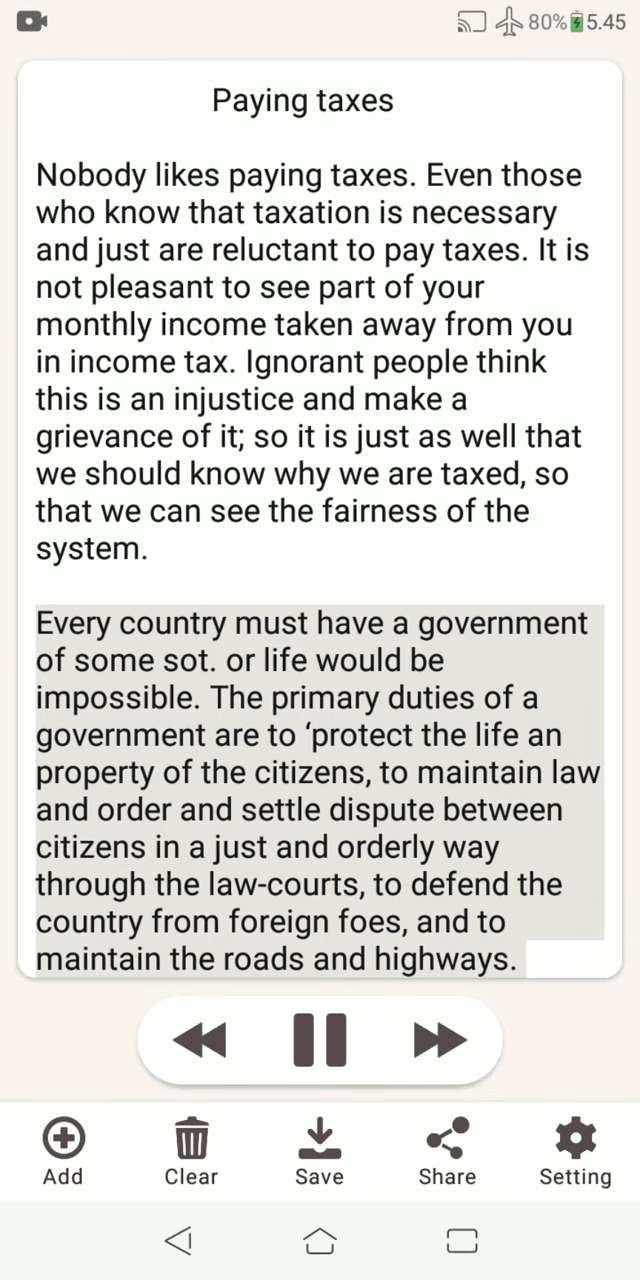 80% 5.45
Paying taxes
Nobody likes paying taxes. Even those
who know that taxation is necessary
and just are reluctant to pay taxes. It is
not pleasant to see part of your
monthly income taken away from you
in income tax. Ignorant people think
this is an injustice and make a
grievance of it; so it is just as well that
we should know why we are taxed, so
that we can see the fairness of the
system.
Every country must have a government
of some sot. or life would be
impossible. The primary duties of a
government are to ‘protect the life an
property of the citizens, to maintain law
and order and settle dispute between
citizens in a just and orderly way
through the law-courts, to defend the
country from foreign foes, and to
maintain the roads and highways.
Add Clear Save Share Setting